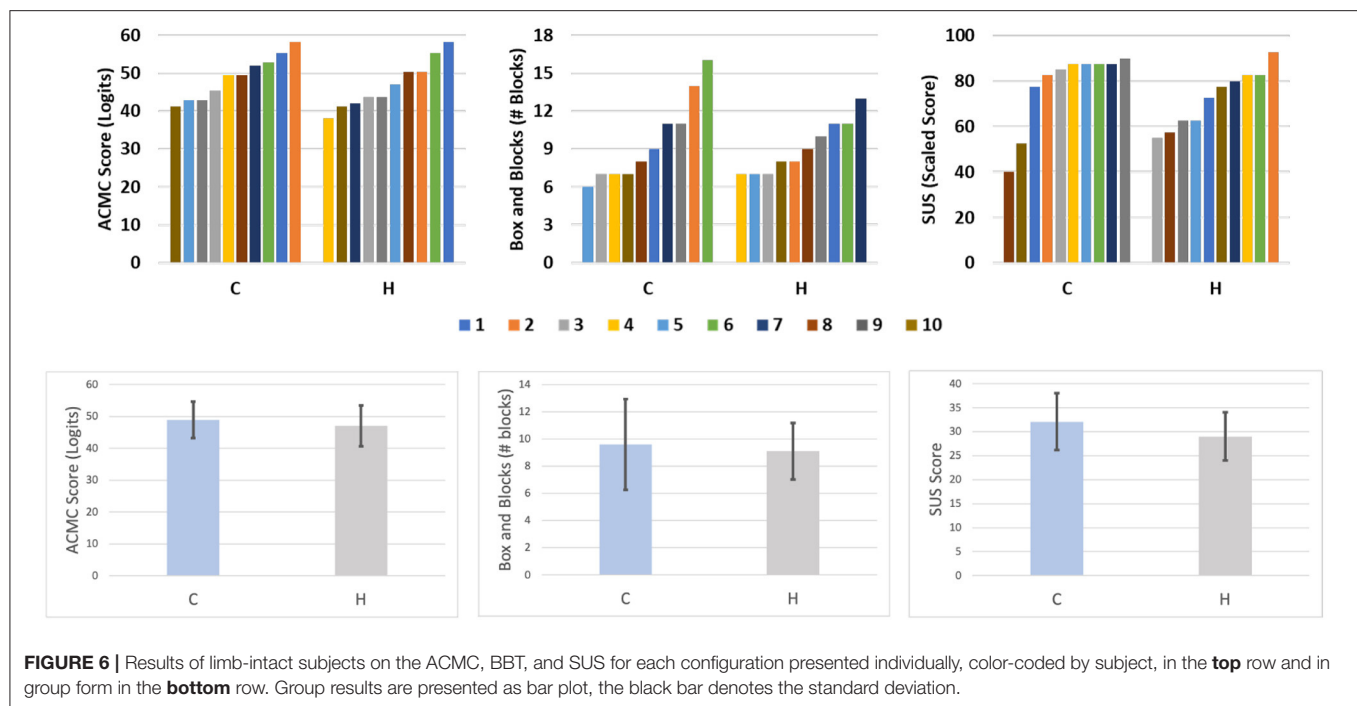 60
50
40
30
20
10
0
ACMC Score (Logits)
C H
18
15
12
9
6
3
0
Box and Blocks (# Blocks)
C H
100
80
60
40
20
0
SUS (Scaled Score)
C H
1 2 3 4 5 6 7 8 9 10
60
50
40
30
20
10
0
ACMC Score (Logits)
C H
14
12
10
8
6
4
2
0
Box and Blocks (# blocks)
C H
40
35
30
25
20
15
10
5
0
SUS Score
C H
FIGURE 6 | Results of limb-intact subjects on the ACMC, BBT, and SUS for each configuration presented individually, color-coded by subject, in the top row and in
group form in the bottom row. Group results are presented as bar plot, the black bar denotes the standard deviation.